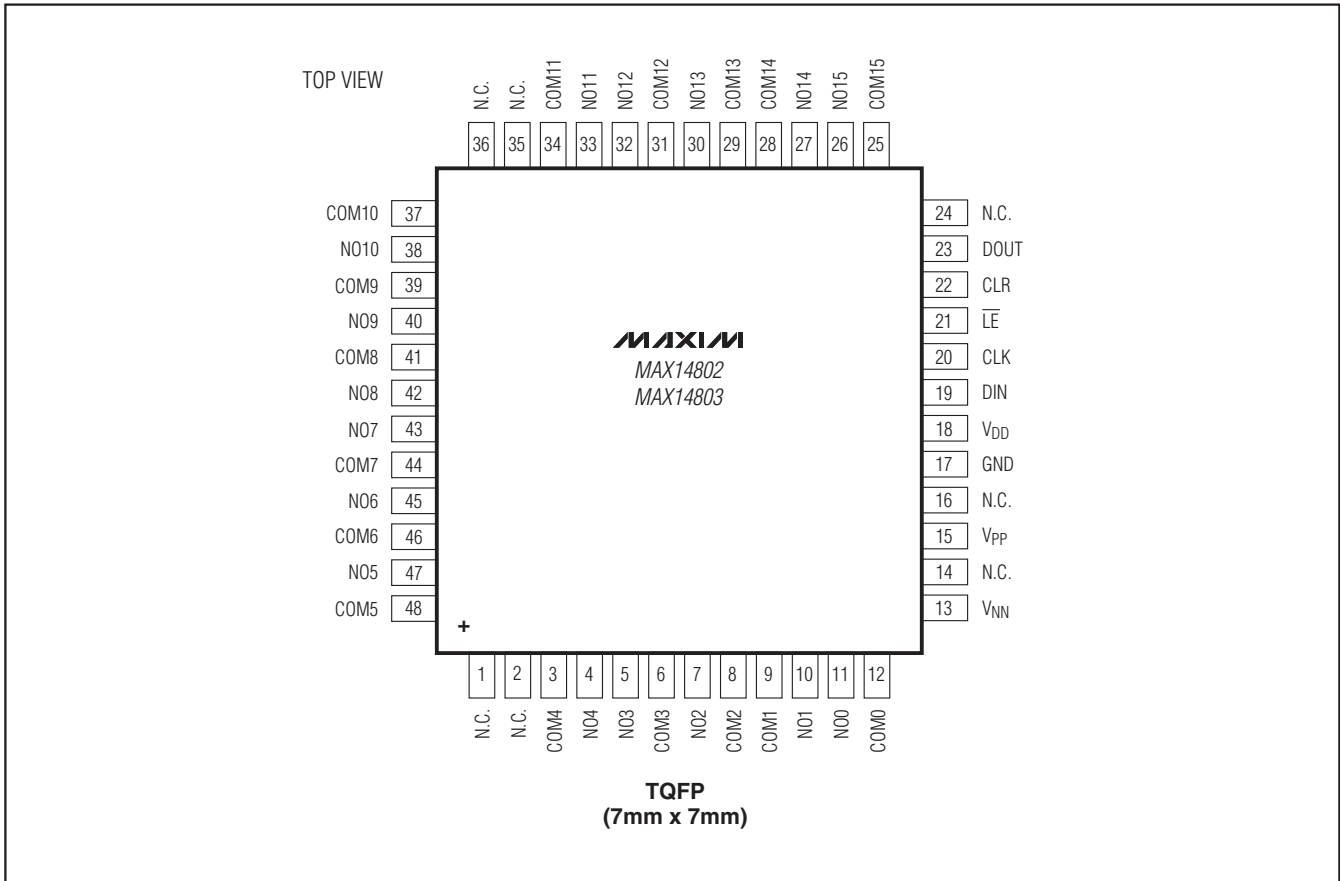 TOP VIEW
N.C. N.C. COM11 NO11 NO12 COM12 NO13 COM13 COM14 NO14 NO15 COM15
36 35 34 33 32 31 30 29 28 27 26 25
COM10 37 24 N.C.
NO10 38 23 DOUT
COM9 39 22 CLR
NO9 40 21 L̅E̅
COM8 41 20 CLK
NO8 42 19 DIN
NO7 43 18 VDD
COM7 44 17 GND
NO6 45 16 N.C.
COM6 46 15 VPP
NO5 47 14 N.C.
COM5 48 13 VNN
MAXIM
MAX14802
MAX14803
+
1 2 3 4 5 6 7 8 9 10 11 12
N.C. N.C. COM4 NO4 NO3 COM3 NO2 COM2 COM1 NO1 NO0 COM0
TQFP
(7mm x 7mm)